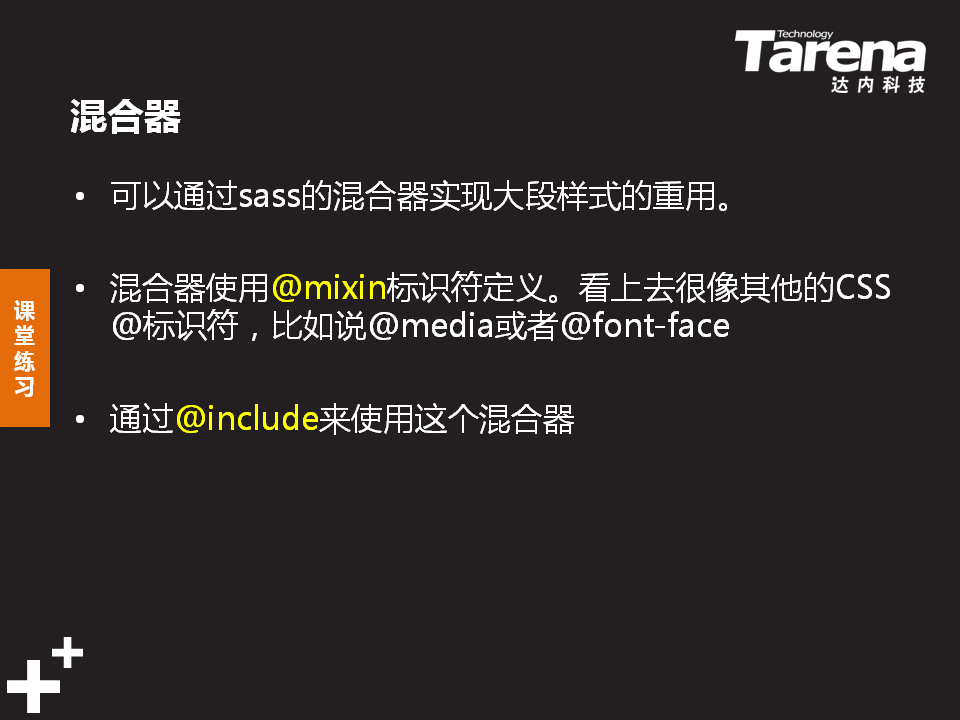 Technology
Tarena
达内科技
混合器
• 可以通过sass的混合器实现大段样式的重用。
• 混合器使用@mixin标识符定义。看上去很像其他的CSS
@标识符，比如说@media或者@font-face
课堂练习
• 通过@include来使用这个混合器